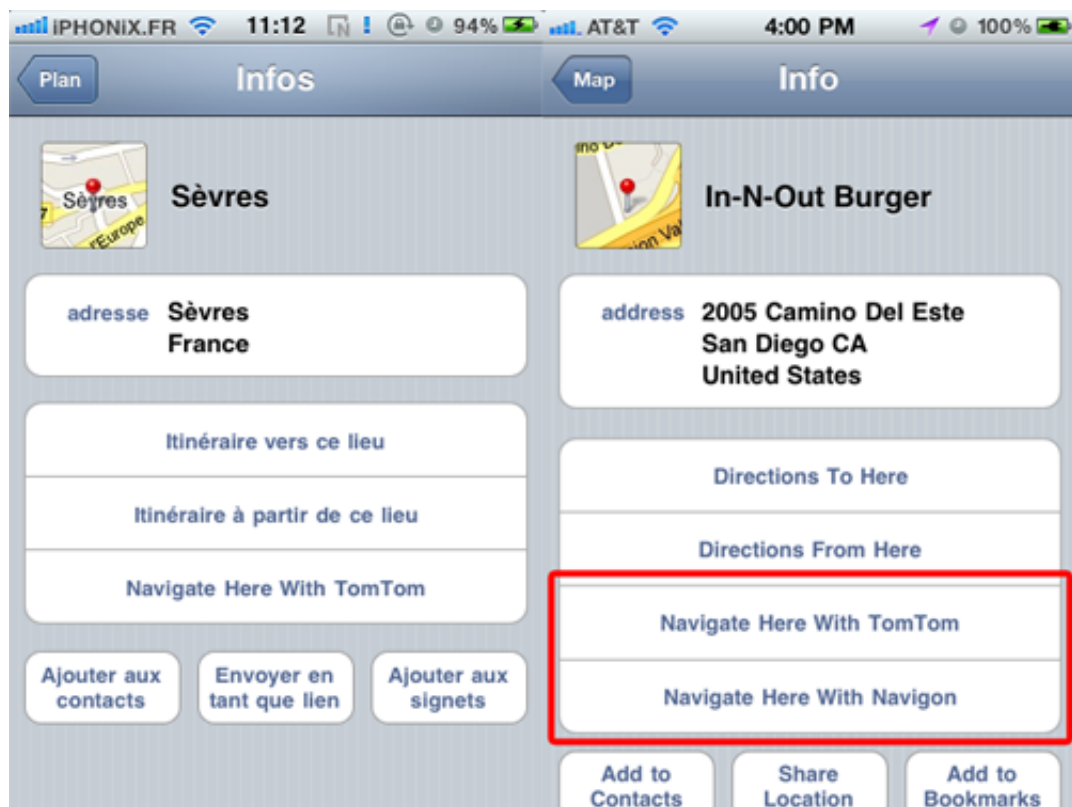 iPHONiX.FR 11:12 94%
Plan Infos
Sèvres
l'Europe
7
Sèvres
adresse Sèvres
France
Itinéraire vers ce lieu
Itinéraire à partir de ce lieu
Navigate Here With TomTom
Ajouter aux
contacts
Envoyer en
tant que lien
Ajouter aux
signets
AT&T 4:00 PM 100%
Map Info
In-N-Out Burger
address 2005 Camino Del Este
San Diego CA
United States
Directions To Here
Directions From Here
Navigate Here With TomTom
Navigate Here With Navigon
Add to
Contacts
Share
Location
Add to
Bookmarks